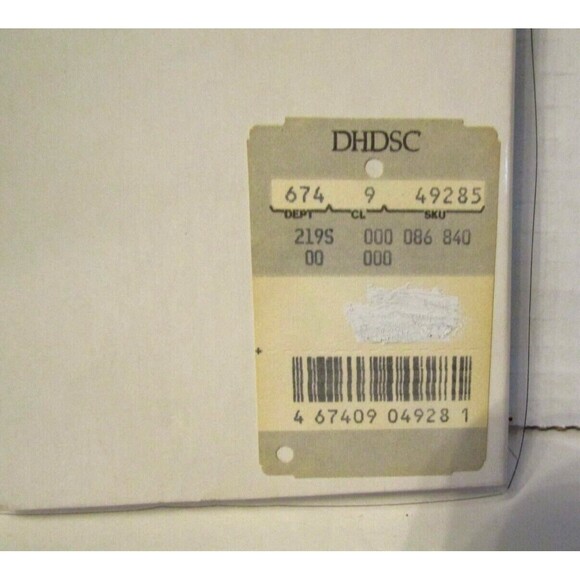 DHDSC
674 9 49285
DEPT CL SKU
219S 000 086 840
00 000
4 67409 04928 1